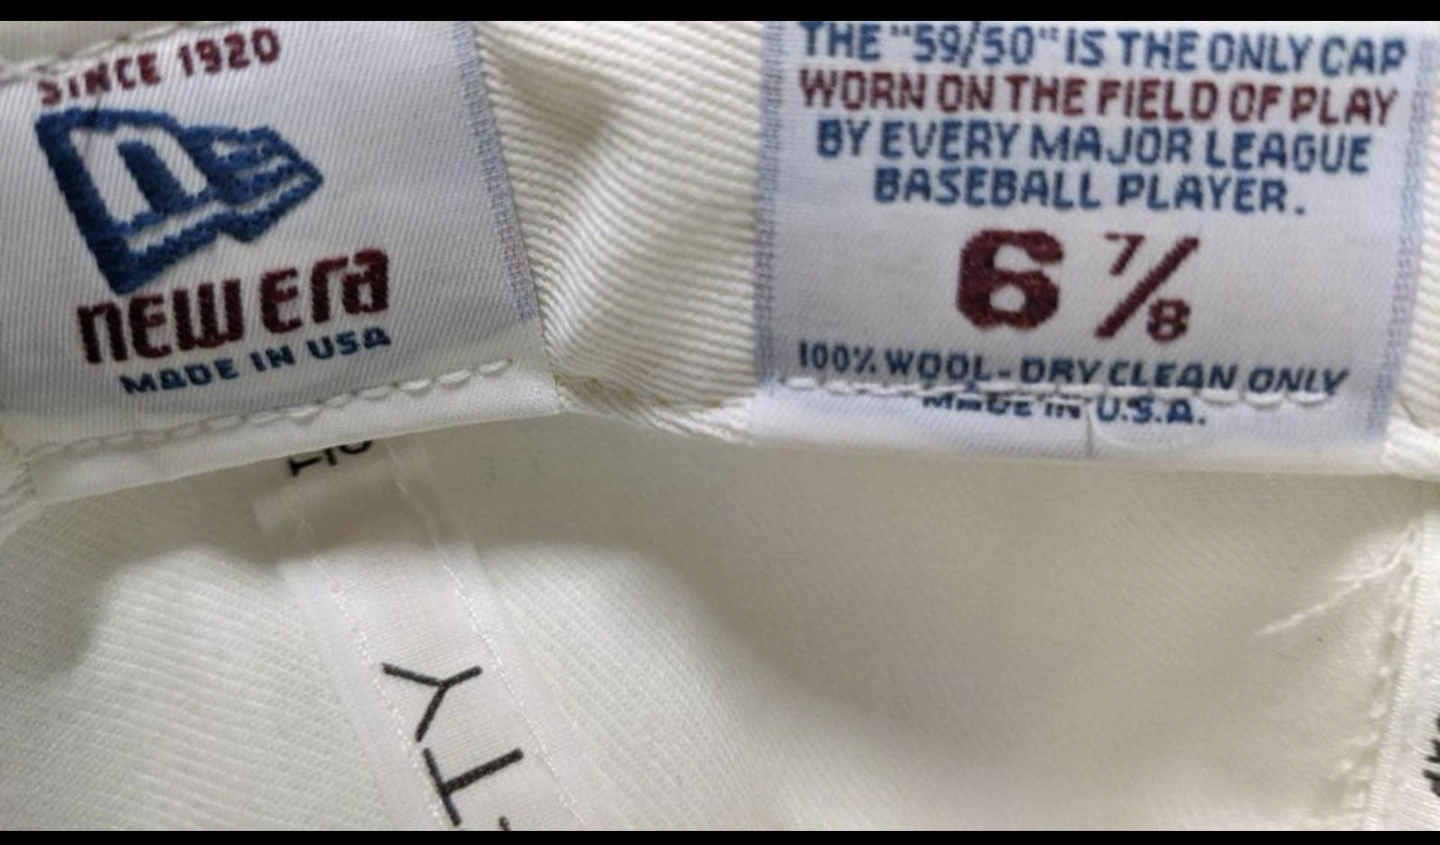 SINCE 1920
NEW ERA
MADE IN USA
THE "59/50" IS THE ONLY CAP
WORN ON THE FIELD OF PLAY
BY EVERY MAJOR LEAGUE
BASEBALL PLAYER.
6 7/8
100% WOOL-DRY CLEAN ONLY
MADE IN U.S.A.
TY